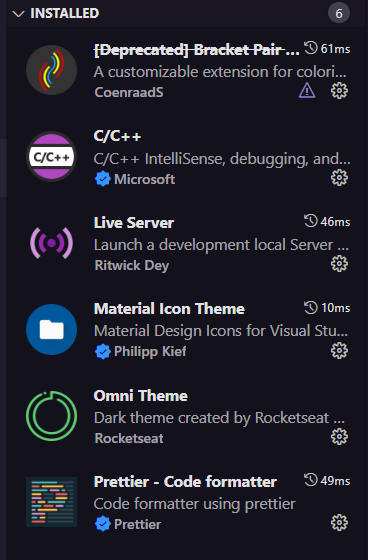 INSTALLED 6
[Deprecated] Bracket Pair ... 61ms
A customizable extension for colori...
CoenraadS
C/C++
C/C++
C/C++ IntelliSense, debugging, and...
Microsoft
Live Server 46ms
Launch a development local Server ...
Ritwick Dey
Material Icon Theme 10ms
Material Design Icons for Visual Stu...
Philipp Kief
Omni Theme
Dark theme created by Rocketseat ...
Rocketseat
Prettier - Code formatter 49ms
Code formatter using prettier
Prettier